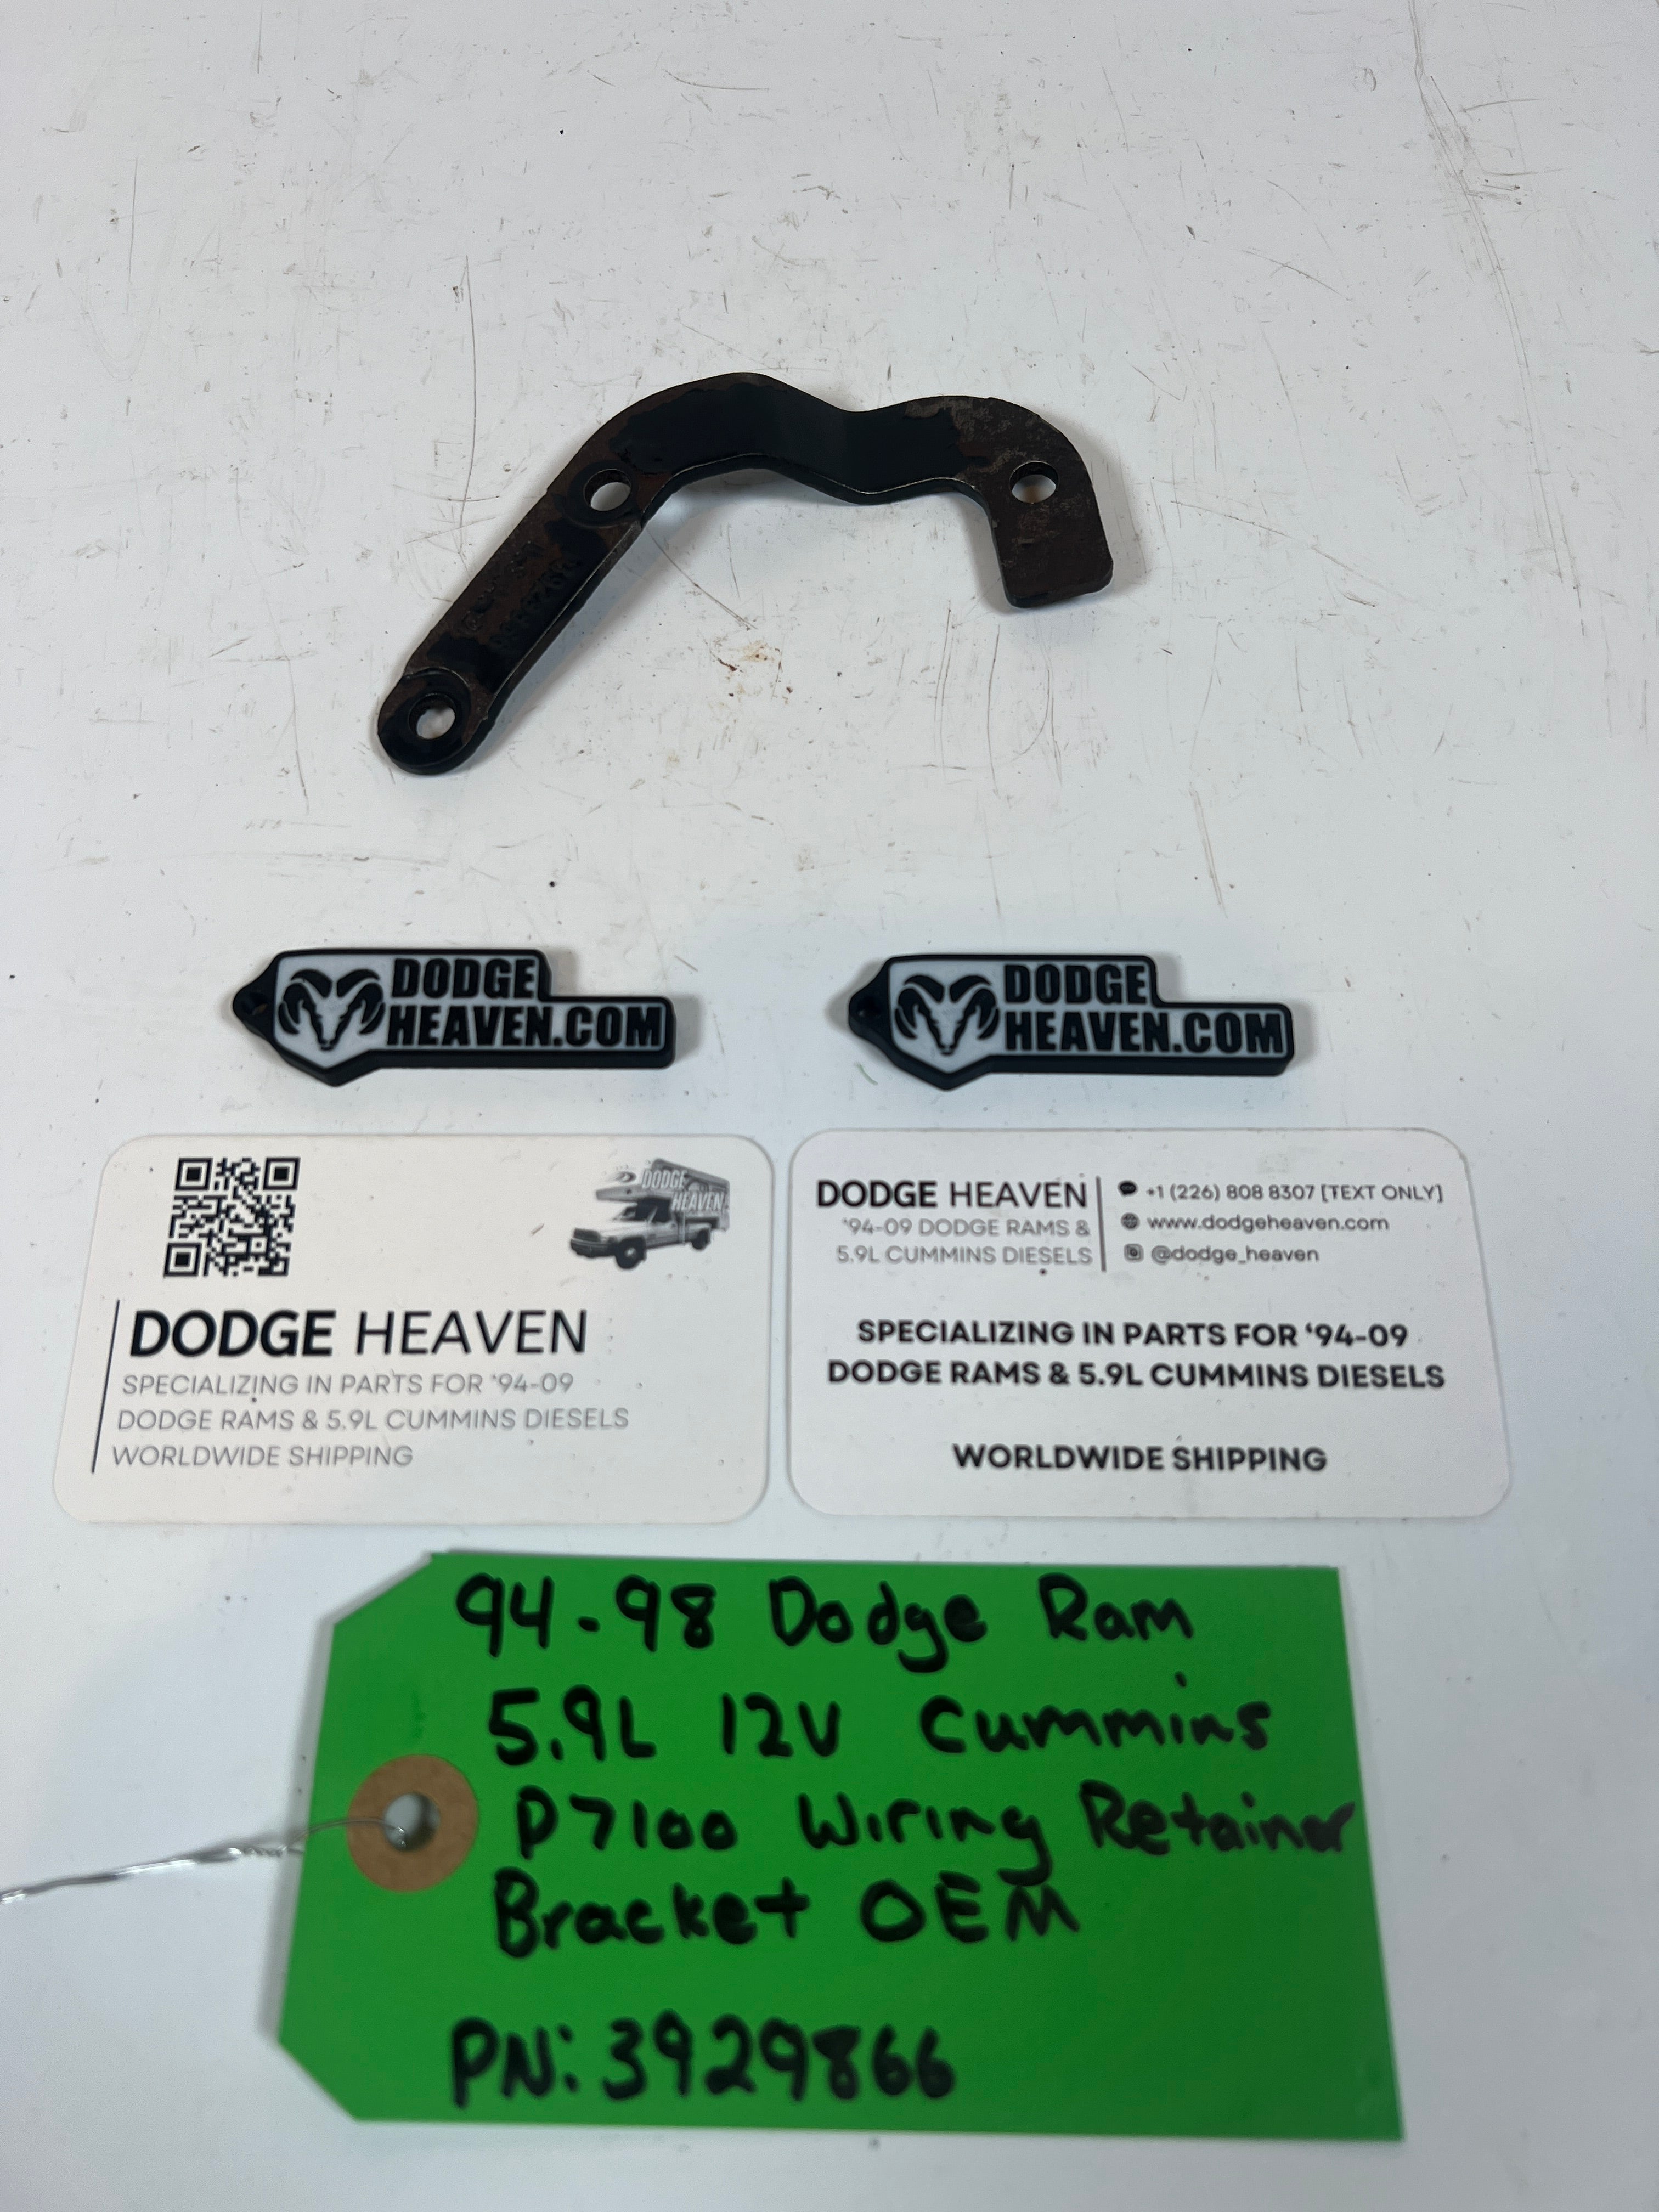 DODGE
HEAVEN.COM
DODGE
HEAVEN.COM
DODGE
HEAVEN
DODGE HEAVEN
SPECIALIZING IN PARTS FOR '94-09
DODGE RAMS & 5.9L CUMMINS DIESELS
WORLDWIDE SHIPPING
DODGE HEAVEN
'94-09 DODGE RAMS &
5.9L CUMMINS DIESELS
+1 (226) 808 8307 [TEXT ONLY]
www.dodgeheaven.com
@dodge_heaven
SPECIALIZING IN PARTS FOR '94-09
DODGE RAMS & 5.9L CUMMINS DIESELS
WORLDWIDE SHIPPING
94-98 Dodge Ram
5.9L 12V Cummins
P7100 Wiring Retainer
Bracket OEM
PN: 3929866